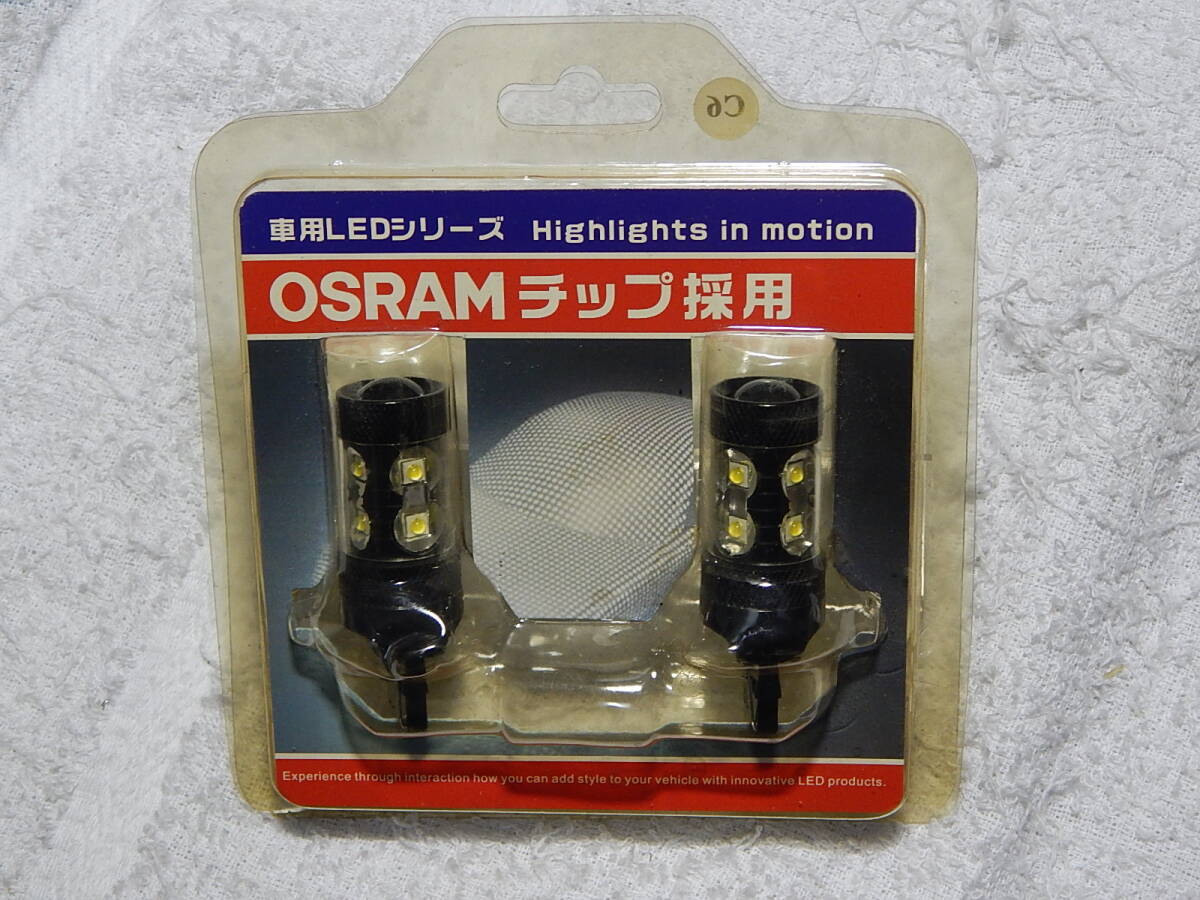 C6
車用LEDシリーズ Highlights in motion
OSRAMチップ採用
Experience through interaction how you can add style to your vehicle with innovative LED products.